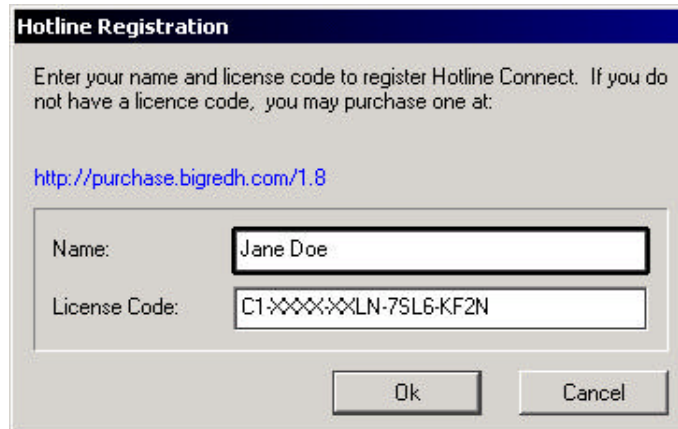 Hotline Registration
Enter your name and license code to register Hotline Connect.  If you do
not have a licence code,  you may purchase one at:
http://purchase.bigredh.com/1.8
Name: Jane Doe
License Code: C1-XXXX-XXLN-7SL6-KF2N
Ok Cancel